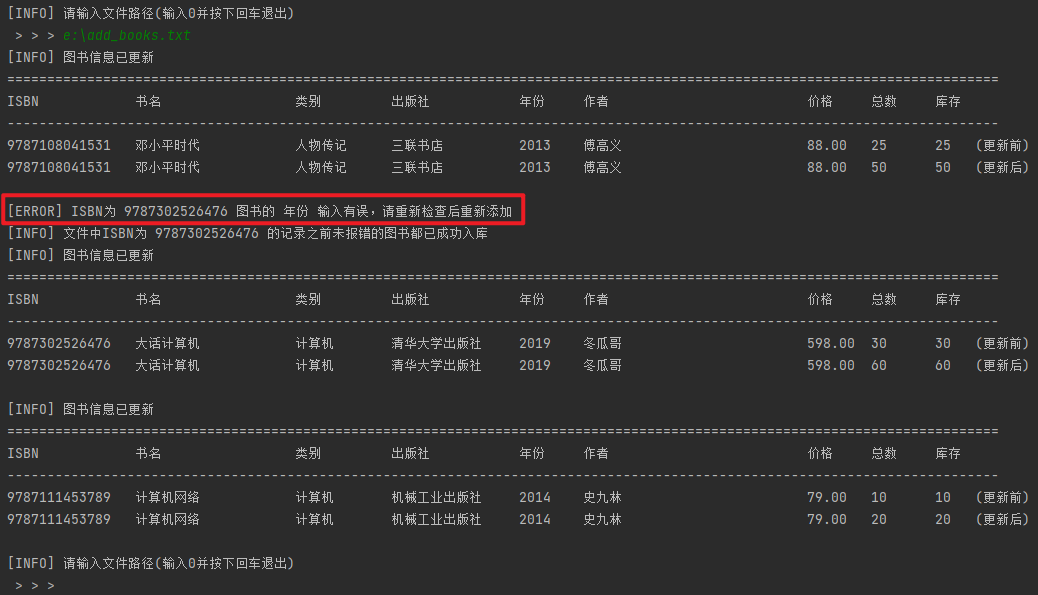 [INFO] 请输入文件路径(输入0并按下回车退出)
> > > e:\add_books.txt
[INFO] 图书信息已更新
============================================================================================================================
ISBN 书名 类别 出版社 年份 作者 价格 总数 库存
----------------------------------------------------------------------------------------------------------------------------
9787108041531 邓小平时代 人物传记 三联书店 2013 傅高义 88.00 25 25 (更新前)
9787108041531 邓小平时代 人物传记 三联书店 2013 傅高义 88.00 50 50 (更新后)
[ERROR] ISBN为 9787302526476 图书的 年份 输入有误，请重新检查后重新添加
[INFO] 文件中ISBN为 9787302526476 的记录之前未报错的图书都已成功入库
[INFO] 图书信息已更新
============================================================================================================================
ISBN 书名 类别 出版社 年份 作者 价格 总数 库存
----------------------------------------------------------------------------------------------------------------------------
9787302526476 大话计算机 计算机 清华大学出版社 2019 冬瓜哥 598.00 30 30 (更新前)
9787302526476 大话计算机 计算机 清华大学出版社 2019 冬瓜哥 598.00 60 60 (更新后)
[INFO] 图书信息已更新
============================================================================================================================
ISBN 书名 类别 出版社 年份 作者 价格 总数 库存
----------------------------------------------------------------------------------------------------------------------------
9787111453789 计算机网络 计算机 机械工业出版社 2014 史九林 79.00 10 10 (更新前)
9787111453789 计算机网络 计算机 机械工业出版社 2014 史九林 79.00 20 20 (更新后)
[INFO] 请输入文件路径(输入0并按下回车退出)
> > >